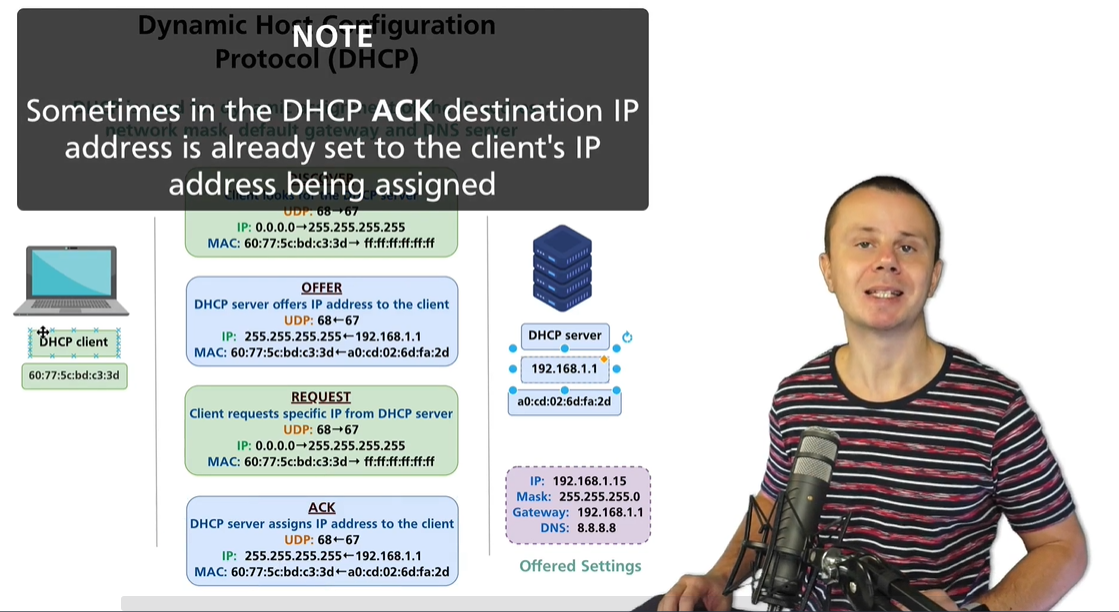 Dynamic Host Configuration
Protocol (DHCP)
NOTE
Sometimes in the DHCP ACK destination IP
address is already set to the client's IP
address being assigned
network mask, default gateway and DNS server
DISCOVER
Client looks for the DHCP server
UDP: 68→67
IP: 0.0.0.0→255.255.255.255
MAC: 60:77:5c:bd:c3:3d→ ff:ff:ff:ff:ff:ff
OFFER
DHCP server offers IP address to the client
UDP: 68←67
IP: 255.255.255.255←192.168.1.1
MAC: 60:77:5c:bd:c3:3d←a0:cd:02:6d:fa:2d
REQUEST
Client requests specific IP from DHCP server
UDP: 68→67
IP: 0.0.0.0→255.255.255.255
MAC: 60:77:5c:bd:c3:3d→ ff:ff:ff:ff:ff:ff
ACK
DHCP server assigns IP address to the client
UDP: 68←67
IP: 255.255.255.255←192.168.1.1
MAC: 60:77:5c:bd:c3:3d←a0:cd:02:6d:fa:2d
DHCP client
60:77:5c:bd:c3:3d
DHCP server
192.168.1.1
a0:cd:02:6d:fa:2d
IP: 192.168.1.15
Mask: 255.255.255.0
Gateway: 192.168.1.1
DNS: 8.8.8.8
Offered Settings